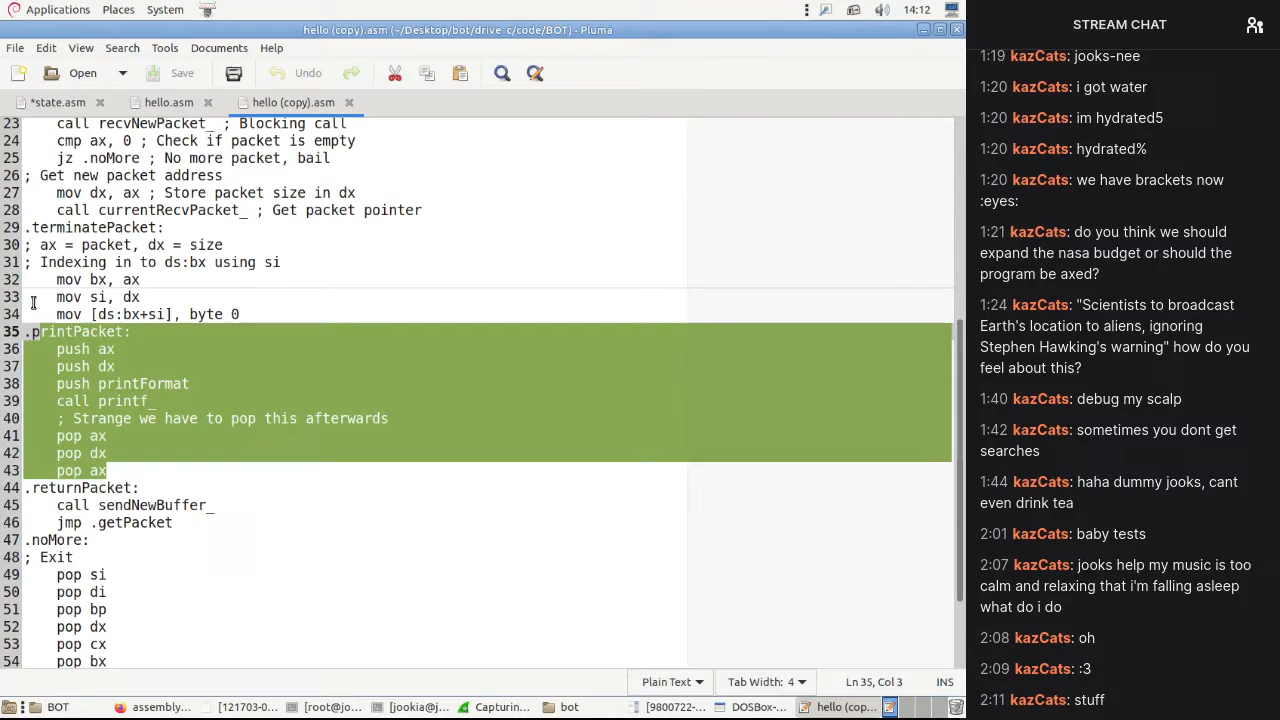 Applications Places System
14:12
hello (copy).asm (~/Desktop/bot/drive_c/code/BOT) - Pluma
File Edit View Search Tools Documents Help
Open Save Undo
*state.asm hello.asm hello (copy).asm
23 call recvNewPacket_ ; Blocking call
24 cmp ax, 0 ; Check if packet is empty
25 jz .noMore ; No more packet, bail
26 ; Get new packet address
27 mov dx, ax ; Store packet size in dx
28 call currentRecvPacket_ ; Get packet pointer
29 .terminatePacket:
30 ; ax = packet, dx = size
31 ; Indexing in to ds:bx using si
32 mov bx, ax
33 mov si, dx
34 mov [ds:bx+si], byte 0
35 .printPacket:
36 push ax
37 push dx
38 push printFormat
39 call printf_
40 ; Strange we have to pop this afterwards
41 pop ax
42 pop dx
43 pop ax
44 .returnPacket:
45 call sendNewBuffer_
46 jmp .getPacket
47 .noMore:
48 ; Exit
49 pop si
50 pop di
51 pop bp
52 pop dx
53 pop cx
54 pop bx
Plain Text Tab Width: 4 Ln 35, Col 3 INS
BOT assembly... [121703-0... [jookia@jo... jookia@j... Capturin... bot [9800722-... DOSBox-... hello (cop...
STREAM CHAT
1:19 kazCats: jooks-nee
1:20 kazCats: i got water
1:20 kazCats: im hydrated5
1:20 kazCats: hydrated%
1:20 kazCats: we have brackets now
:eyes:
1:21 kazCats: do you think we should
expand the nasa budget or should the
program be axed?
1:24 kazCats: "Scientists to broadcast
Earth's location to aliens, ignoring
Stephen Hawking's warning" how do you
feel about this?
1:40 kazCats: debug my scalp
1:42 kazCats: sometimes you dont get
searches
1:44 kazCats: haha dummy jooks, cant
even drink tea
2:01 kazCats: baby tests
2:07 kazCats: jooks help my music is too
calm and relaxing that i'm falling asleep
what do i do
2:08 kazCats: oh
2:09 kazCats: :3
2:11 kazCats: stuff